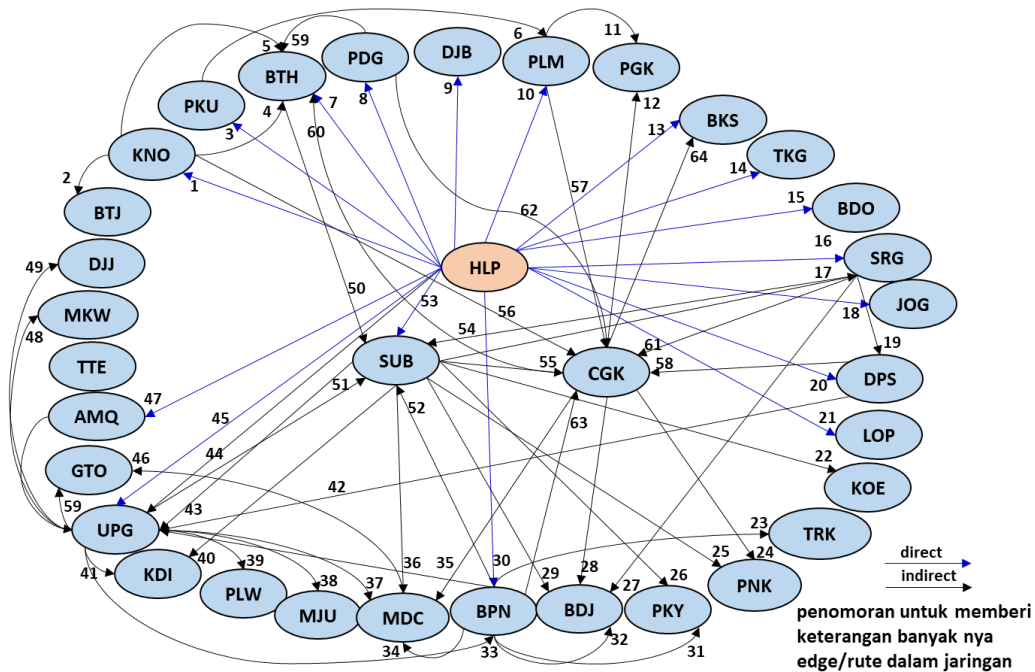 59
6
11
5
PDG
DJB
PLM
PGK
BTH
PKU
4
7
8
9
10
12
3
60
13
BKS
KNO
64
TKG
14
2
1
15
BDO
BTJ
57
62
16
SRG
DJJ
49
HLP
17
JOG
50
53
18
MKW
48
56
54
61
19
TTE
SUB
55
CGK
58
DPS
51
20
AMQ
47
52
21
LOP
45
63
GTO
46
44
22
KOE
42
59
43
23
TRK
UPG
41
KDI
40
39
36
35
30
29
28
25
24
PNK
direct
PLW
38
37
27
26
indirect
MJU
MDC
BPN
BDJ
PKY
34
33
32
31
penomoran untuk memberi
keterangan banyak nya
edge/rute dalam jaringan